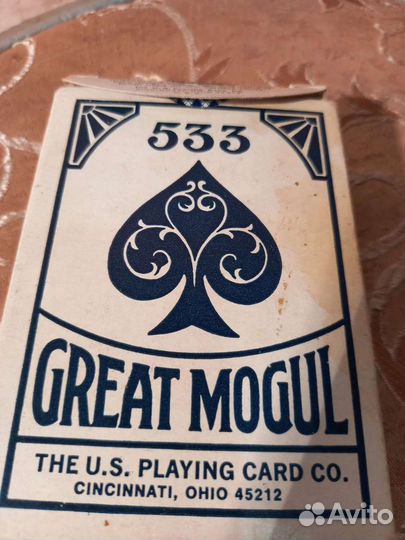 533
GREAT MOGUL
THE U.S. PLAYING CARD CO.
CINCINNATI, OHIO 45212
Avito